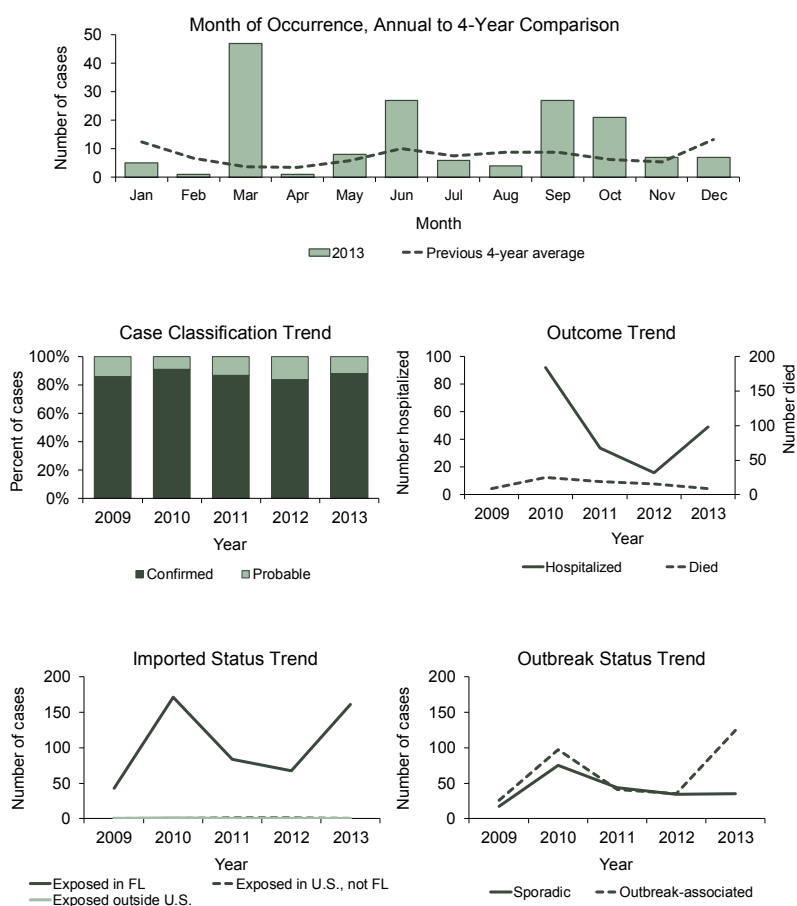 Month of Occurrence, Annual to 4-Year Comparison
Number of cases
50
40
30
20
10
0
Jan Feb Mar Apr May Jun Jul Aug Sep Oct Nov Dec
Month
2013 Previous 4-year average
Case Classification Trend
Percent of cases
100%
80%
60%
40%
20%
0%
2009 2010 2011 2012 2013
Year
Confirmed Probable
Outcome Trend
Number hospitalized
100
80
60
40
20
0
Number died
200
150
100
50
0
2009 2010 2011 2012 2013
Year
Hospitalized Died
Imported Status Trend
Number of cases
200
150
100
50
0
2009 2010 2011 2012 2013
Year
Exposed in FL Exposed in U.S., not FL
Exposed outside U.S.
Outbreak Status Trend
Number of cases
200
150
100
50
0
2009 2010 2011 2012 2013
Year
Sporadic Outbreak-associated